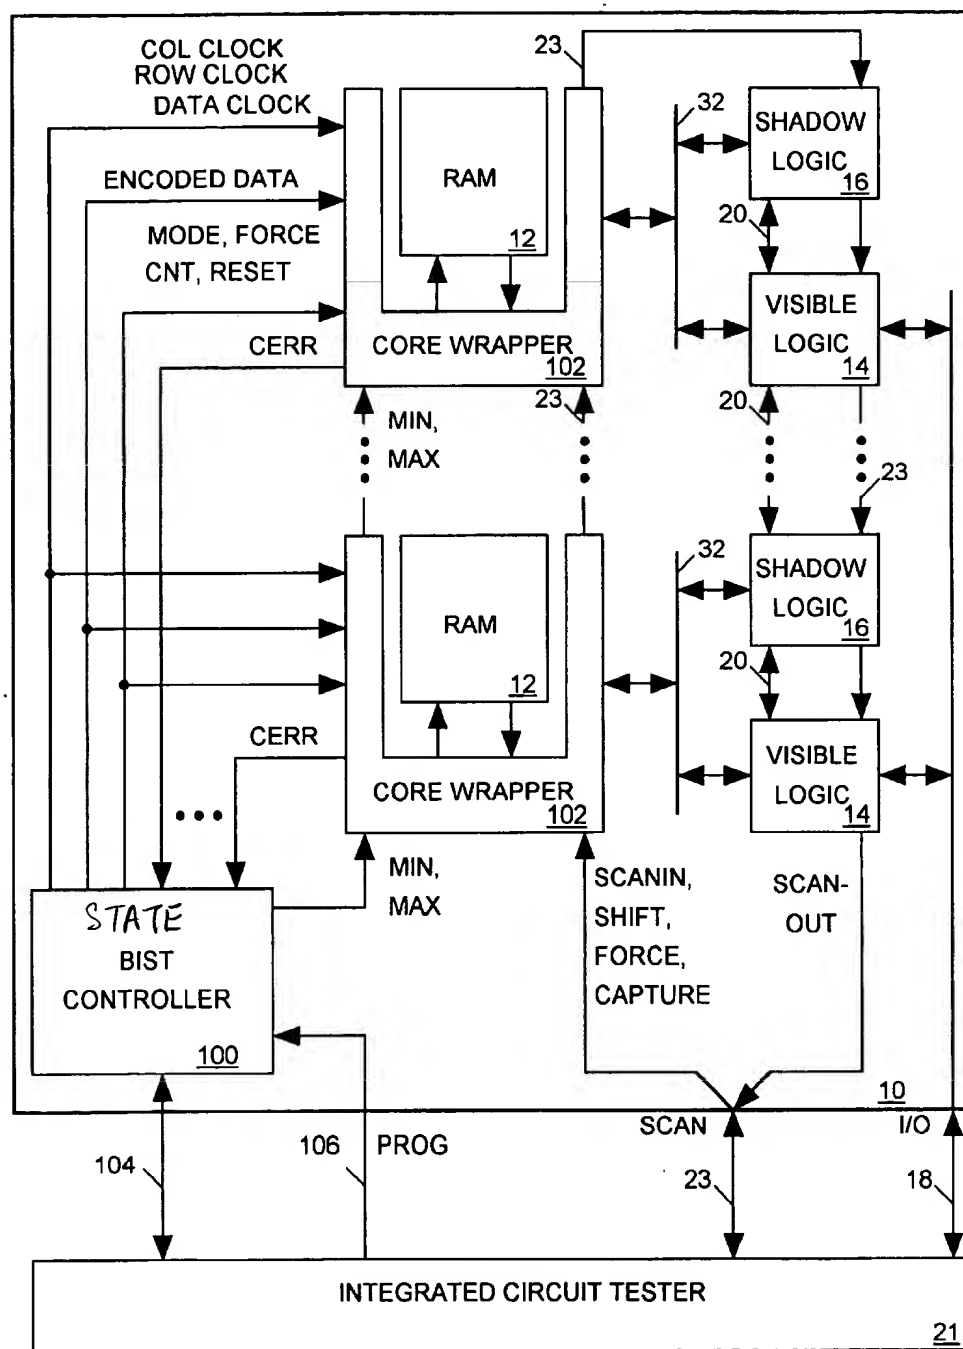 COL CLOCK
ROW CLOCK
DATA CLOCK
23
RAM
12
32
SHADOW
LOGIC
16
ENCODED DATA
MODE, FORCE
CNT, RESET
20
CERR
CORE WRAPPER
102
VISIBLE
LOGIC
14
MIN,
MAX
23
20
23
RAM
12
32
SHADOW
LOGIC
16
20
CERR
CORE WRAPPER
102
VISIBLE
LOGIC
14
MIN,
MAX
SCANIN,
SHIFT,
FORCE,
CAPTURE
SCAN-
OUT
STATE
BIST
CONTROLLER
100
10
SCAN
I/O
104
106
PROG
23
18
INTEGRATED CIRCUIT TESTER
21